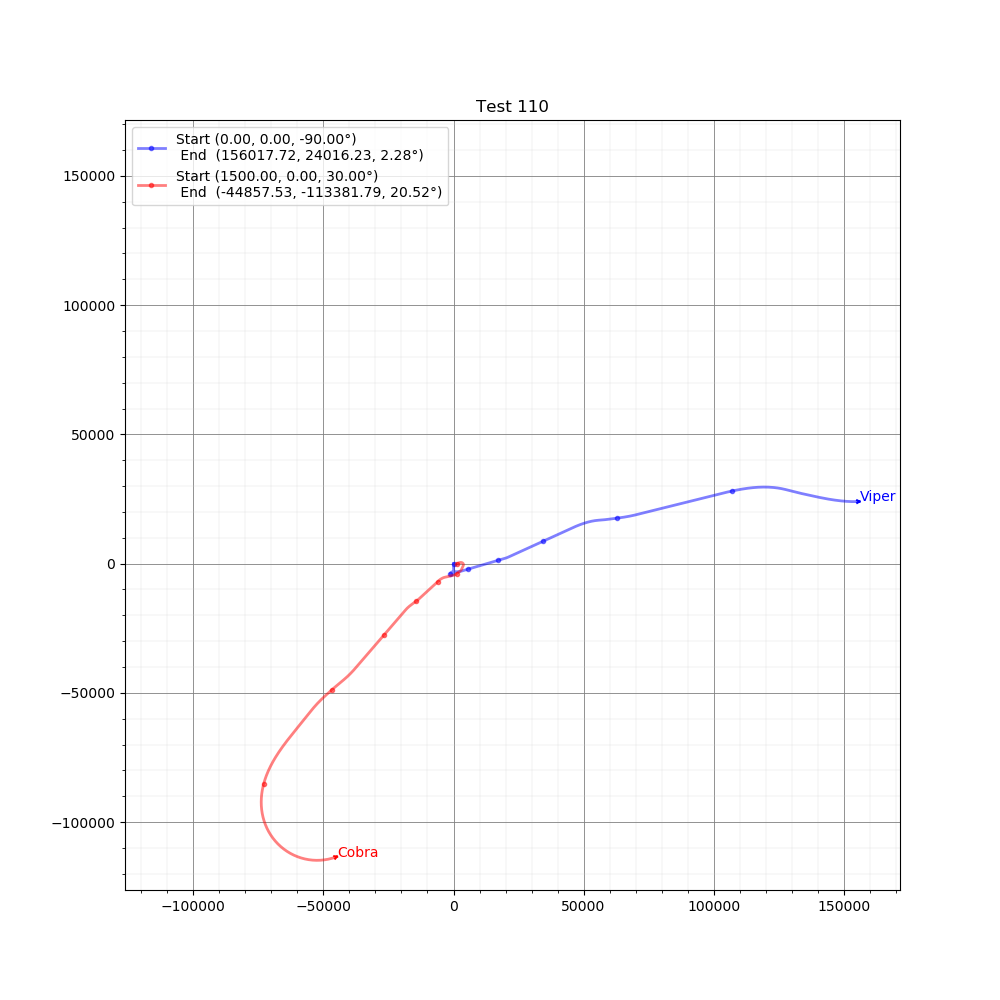 Test 110
Start (0.00, 0.00, -90.00°)
End (156017.72, 24016.23, 2.28°)
Start (1500.00, 0.00, 30.00°)
End (-44857.53, -113381.79, 20.52°)
150000
100000
50000
0
−50000
−100000
Viper
Cobra
−100000 −50000 0 50000 100000 150000